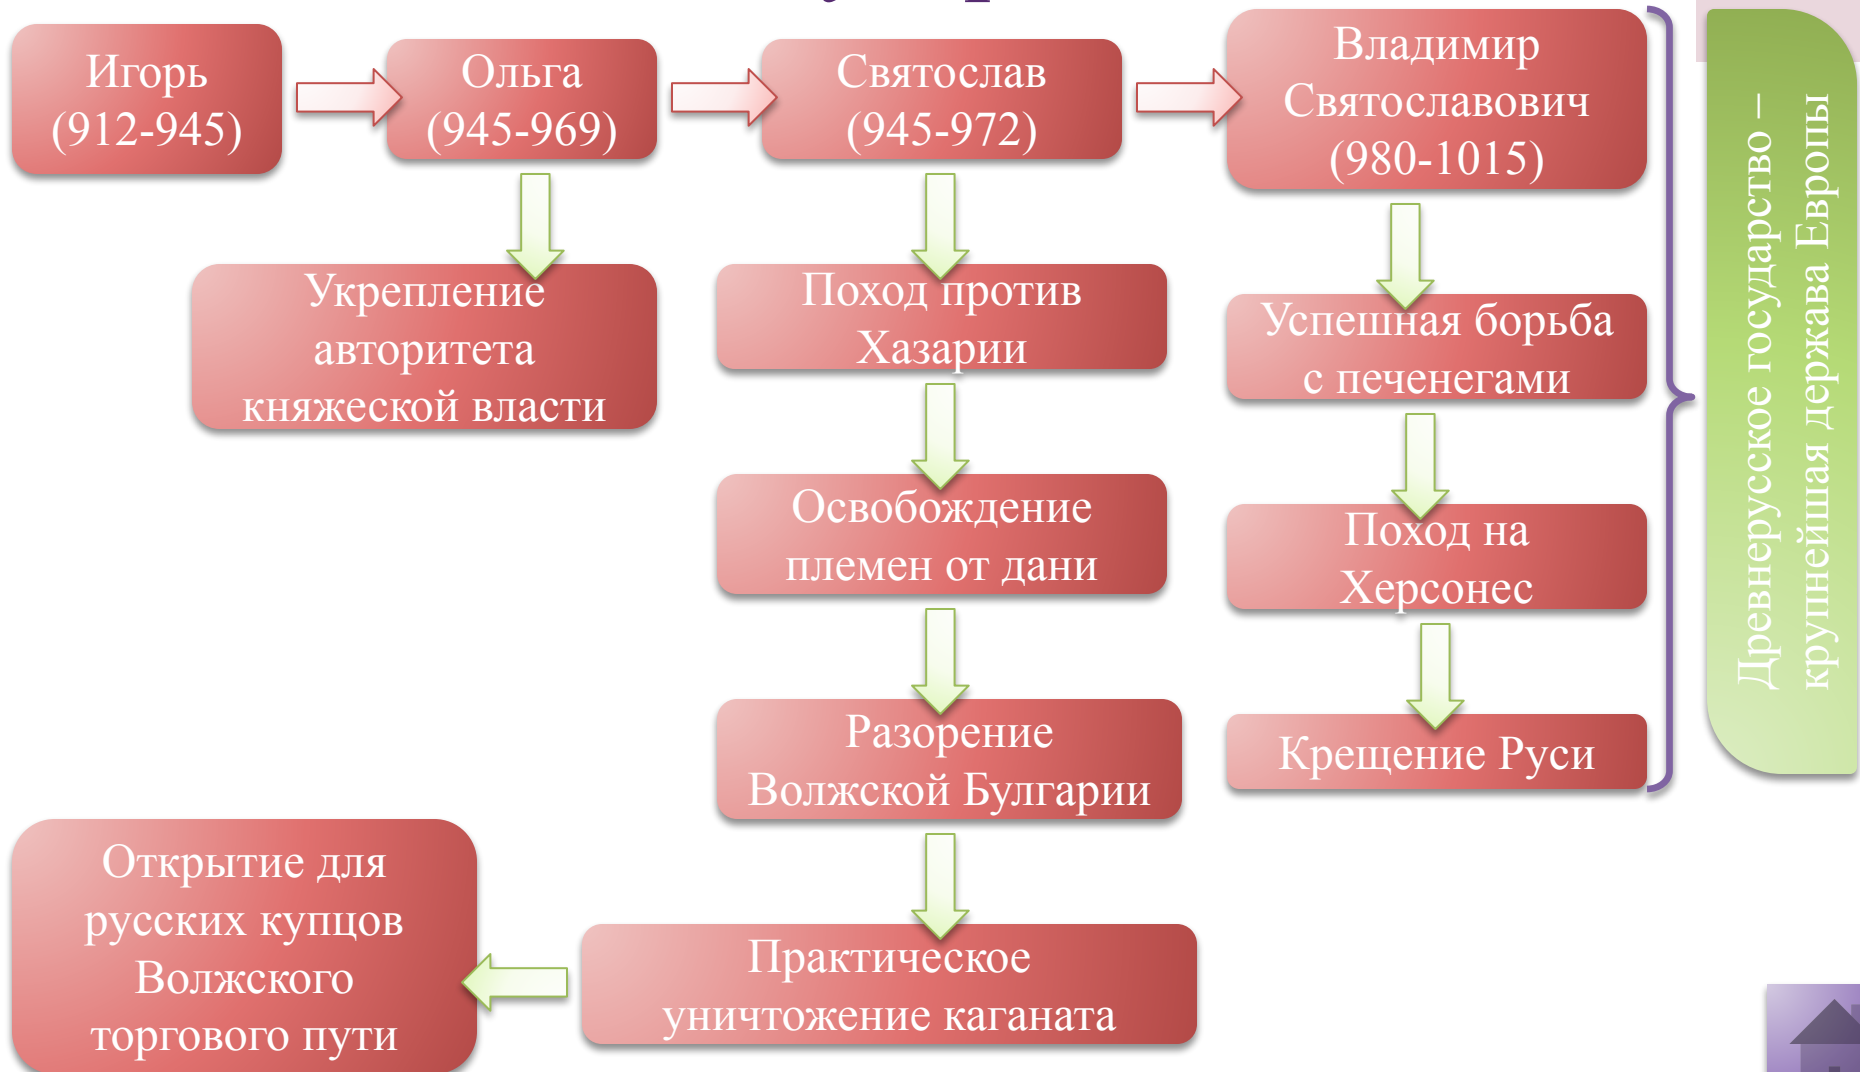 Игорь
(912-945)
Ольга
(945-969)
Святослав
(945-972)
Владимир
Святославович
(980-1015)
Укрепление
авторитета
княжеской власти
Поход против
Хазарии
Освобождение
племен от дани
Разорение
Волжской Булгарии
Практическое
уничтожение каганата
Открытие для
русских купцов
Волжского
торгового пути
Успешная борьба
с печенегами
Поход на
Херсонес
Крещение Руси
Древнерусское государство –
крупнейшая держава Европы